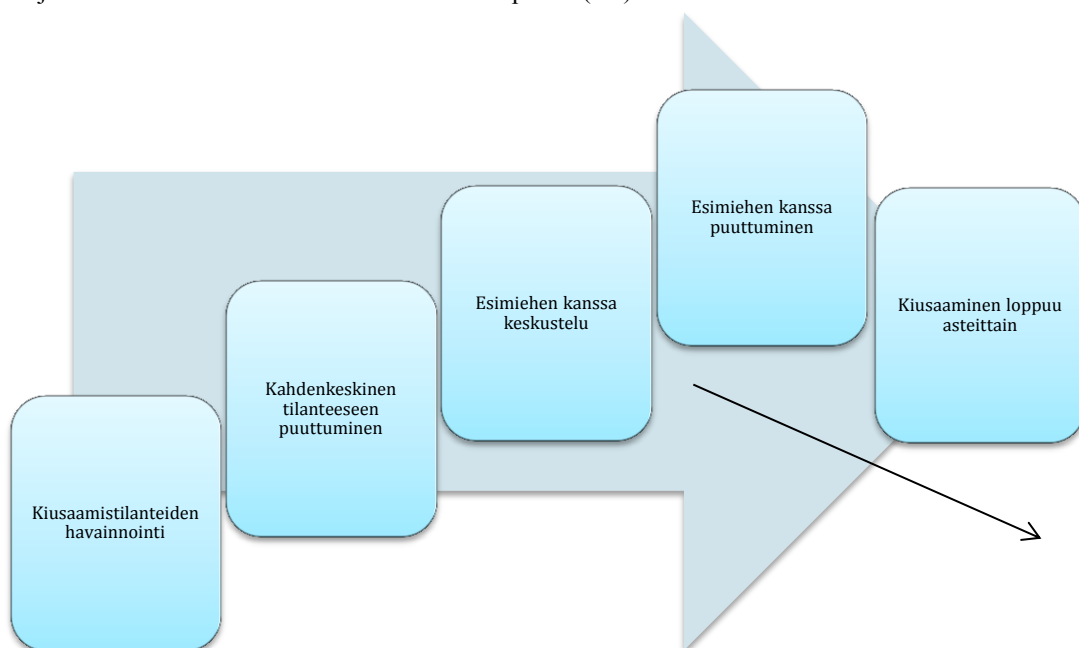 Kiusaamistilanteiden
havainnointi
Kahdenkeskinen
tilanteeseen
puuttuminen
Esimiehen kanssa
keskustelu
Esimiehen kanssa
puuttuminen
Kiusaaminen loppuu
asteittain